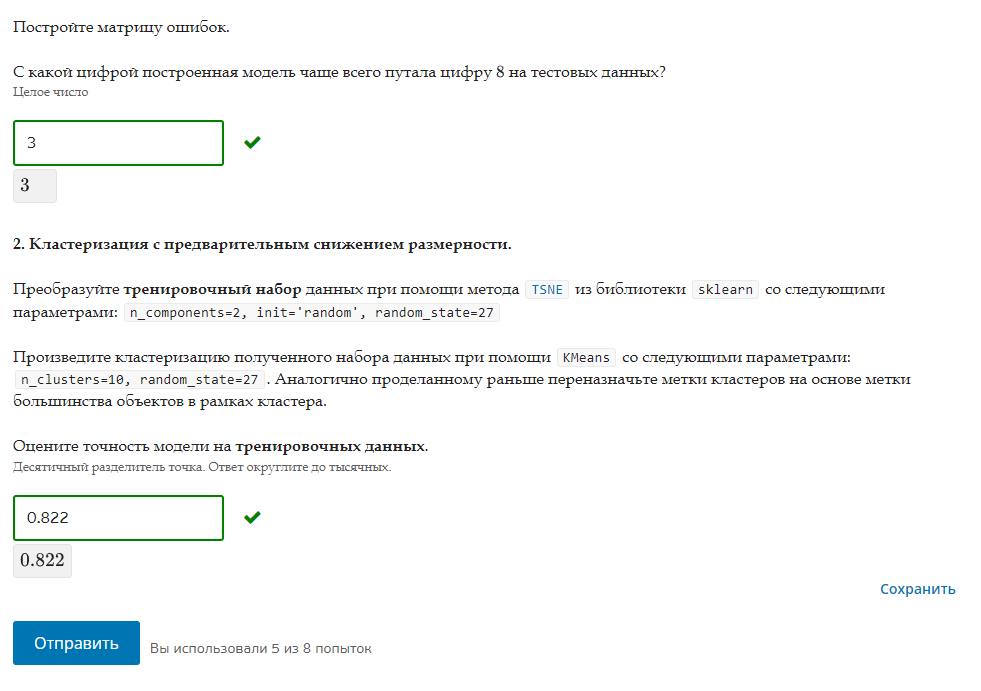 Постройте матрицу ошибок.
С какой цифрой построенная модель чаще всего путала цифру 8 на тестовых данных?
Целое число
3
3
2. Кластеризация с предварительным снижением размерности.
Преобразуйте тренировочный набор данных при помощи метода TSNE из библиотеки sklearn со следующими
параметрами: n_components=2, init='random', random_state=27
Произведите кластеризацию полученного набора данных при помощи KMeans со следующими параметрами:
n_clusters=10, random_state=27 . Аналогично проделанному раньше переназначьте метки кластеров на основе метки
большинства объектов в рамках кластера.
Оцените точность модели на тренировочных данных.
Десятичный разделитель точка. Ответ округлите до тысячных.
0.822
0.822
Сохранить
Отправить Вы использовали 5 из 8 попыток